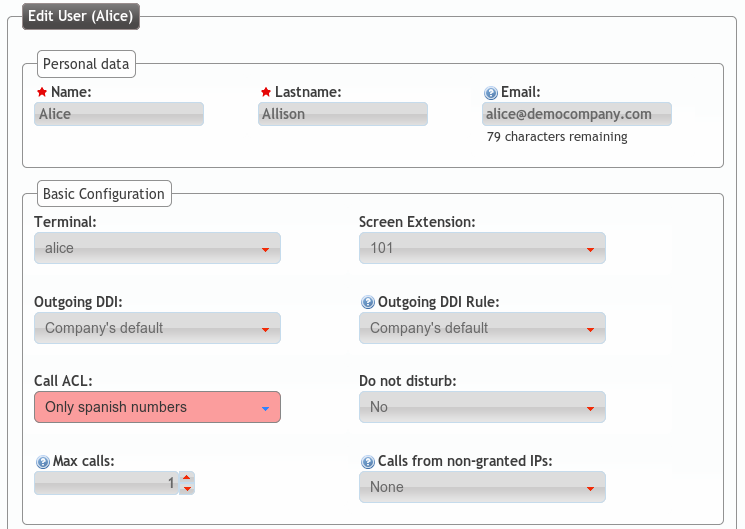 Edit User (Alice)
Personal data
Name: Lastname: Email:
Alice Allison alice@democompany.com
79 characters remaining
Basic Configuration
Terminal: Screen Extension:
alice 101
Outgoing DDI: Outgoing DDI Rule:
Company's default Company's default
Call ACL: Do not disturb:
Only spanish numbers No
Max calls: Calls from non-granted IPs:
1 None